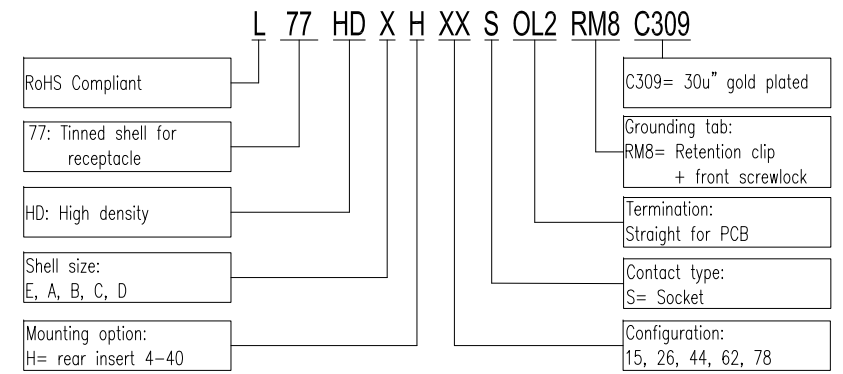 L 77 HD X H XX S OL2 RM8 C309
RoHS Compliant
77: Tinned shell for
receptacle
HD: High density
Shell size:
E, A, B, C, D
Mounting option:
H= rear insert 4-40
C309= 30u" gold plated
Grounding tab:
RM8= Retention clip
+ front screwlock
Termination:
Straight for PCB
Contact type:
S= Socket
Configuration:
15, 26, 44, 62, 78